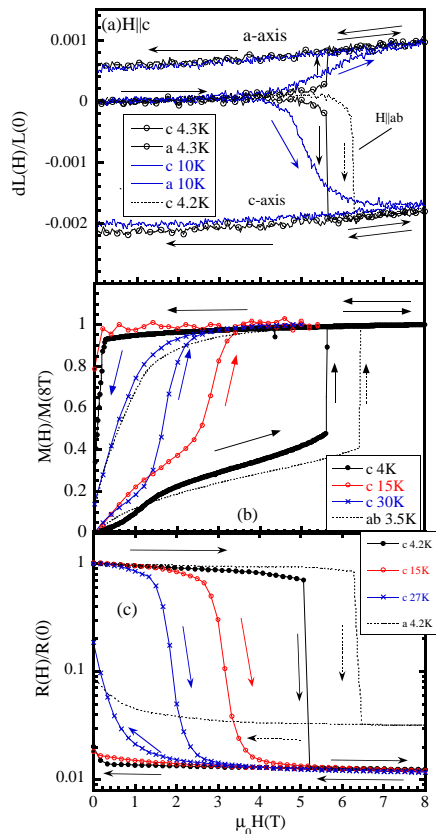 (a)H||c
a-axis
0.001
0
-0.001
-0.002
dL(H)/L(0)
c 4.3K
a 4.3K
c 10K
a 10K
c 4.2K
H||ab
c-axis
1
0.8
0.6
0.4
0.2
0
M(H)/M(8T)
c 4K
c 15K
c 30K
ab 3.5K
(b)
c 4.2K
c 15K
c 27K
a 4.2K
(c)
1
0.1
0.01
R(H)/R(0)
0 1 2 3 4 5 6 7 8
μ₀H(T)